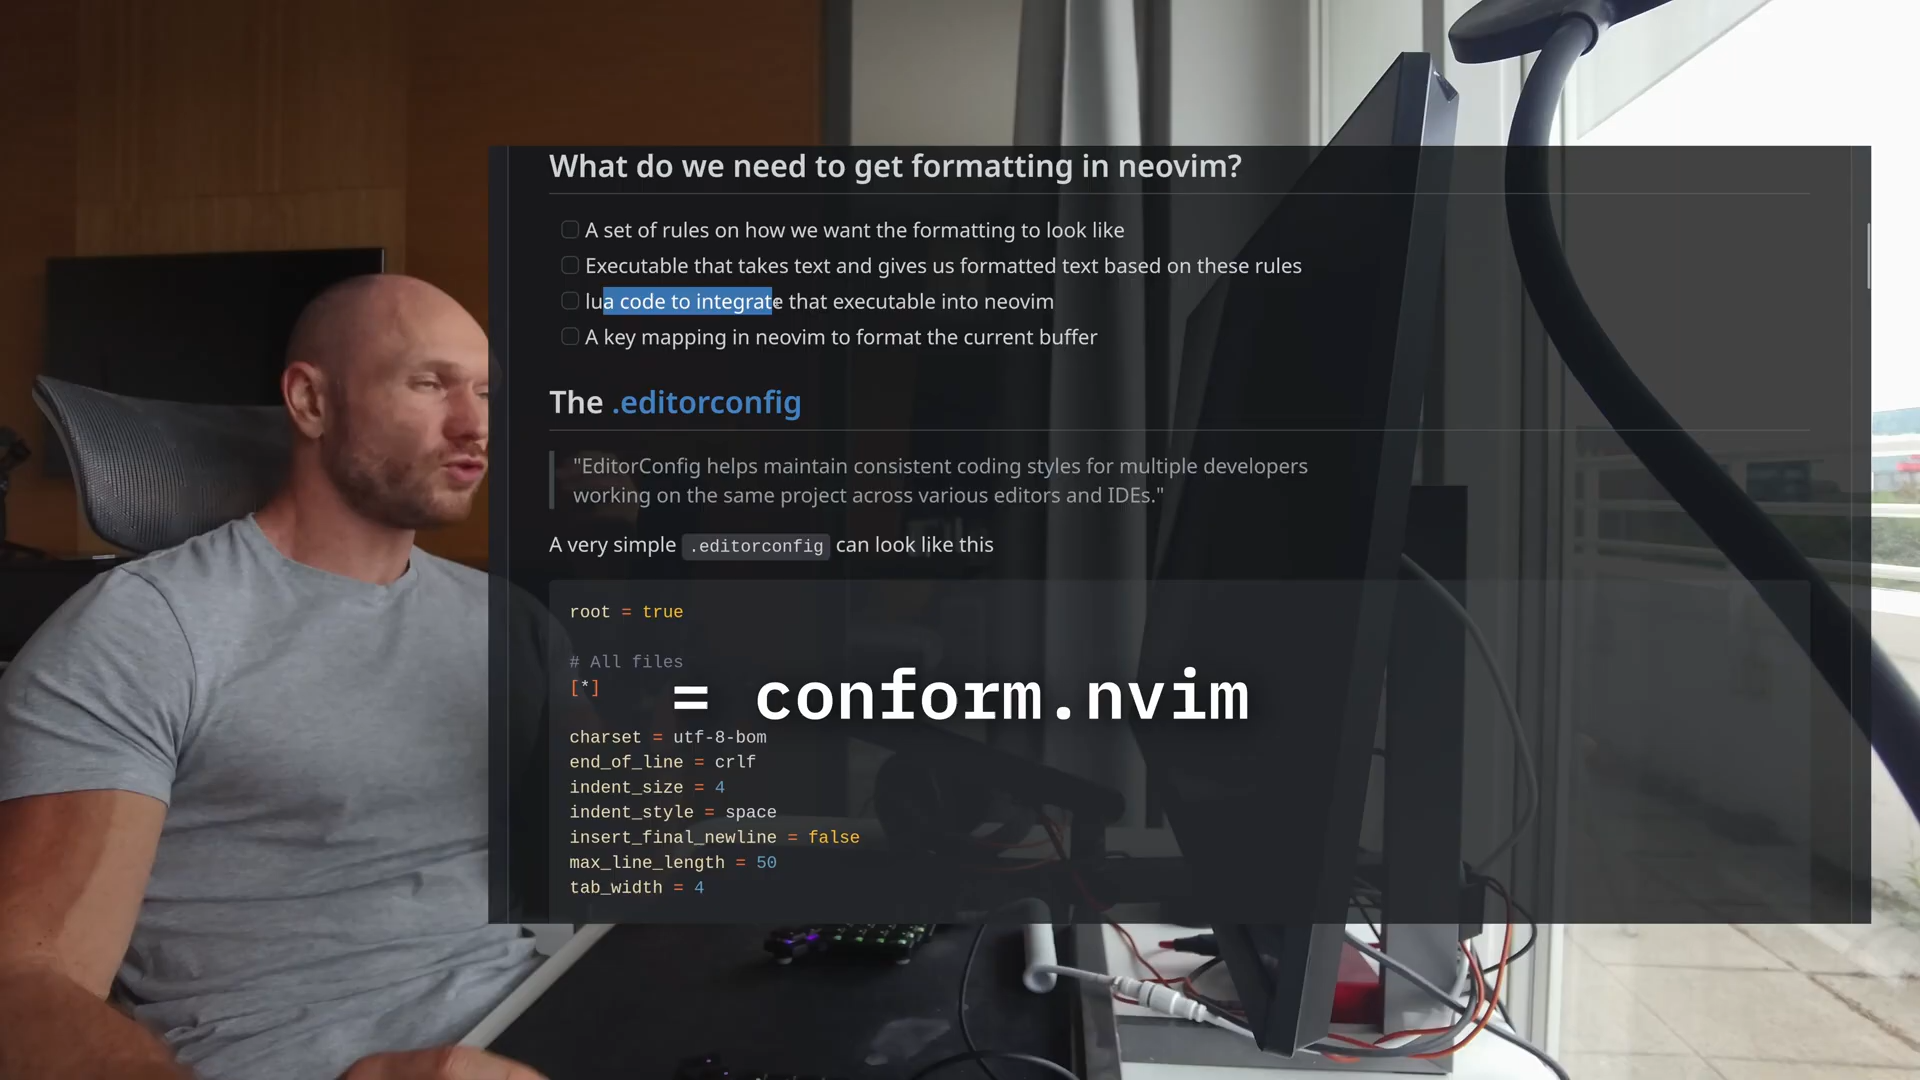 What do we need to get formatting in neovim?
A set of rules on how we want the formatting to look like
Executable that takes text and gives us formatted text based on these rules
lua code to integrate that executable into neovim
A key mapping in neovim to format the current buffer
The .editorconfig
"EditorConfig helps maintain consistent coding styles for multiple developers
working on the same project across various editors and IDEs."
A very simple .editorconfig can look like this
root = true
# All files
[*]
= conform.nvim
charset = utf-8-bom
end_of_line = crlf
indent_size = 4
indent_style = space
insert_final_newline = false
max_line_length = 50
tab_width = 4